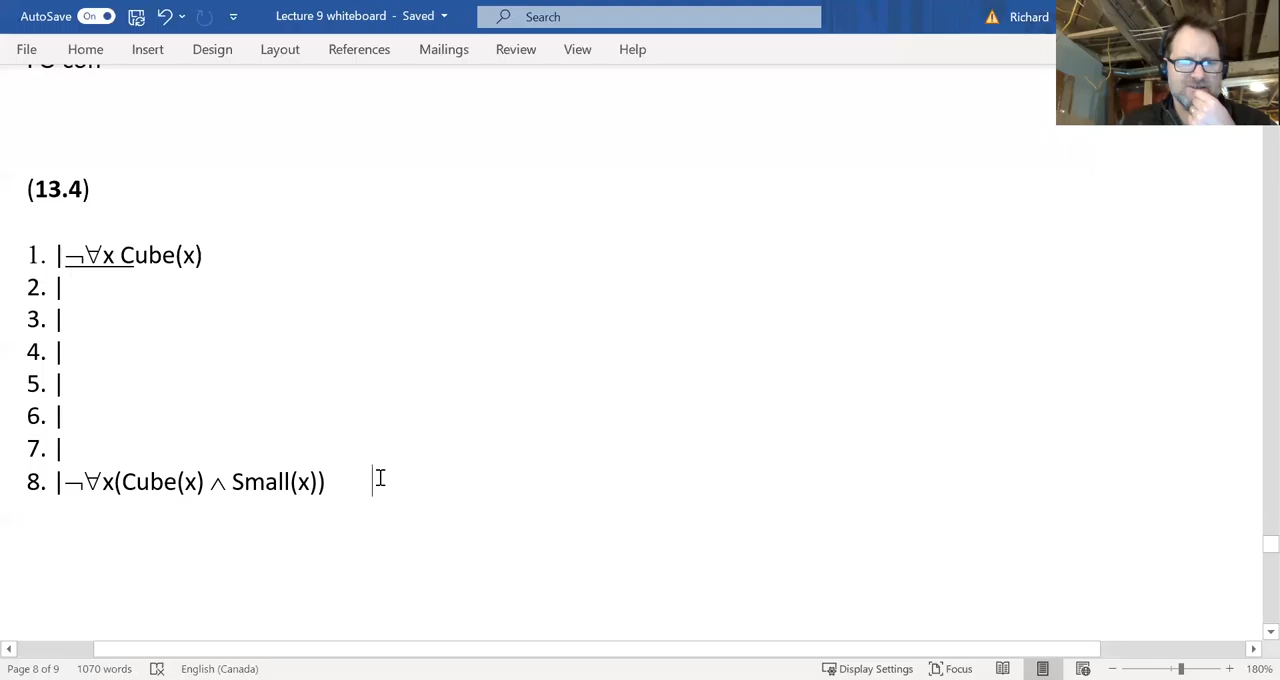 AutoSave On Lecture 9 whiteboard - Saved Search Richard
File Home Insert Design Layout References Mailings Review View Help
(13.4)
1. |¬∀x Cube(x)
2. |
3. |
4. |
5. |
6. |
7. |
8. |¬∀x(Cube(x) ∧ Small(x))
Page 8 of 9 1070 words English (Canada) Display Settings Focus 180%